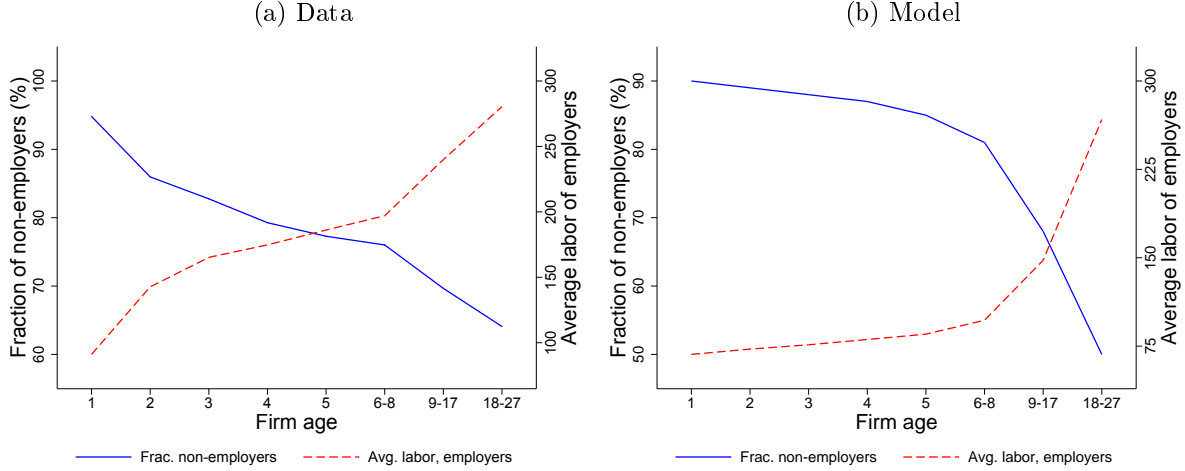 (a) Data
Fraction of non-employers (%)
100
90
80
70
60
300
250
200
150
100
Average labor of employers
1 2 3 4 5 6-8 9-17 18-27
Firm age
Frac. non-employers Avg. labor, employers
(b) Model
Fraction of non-employers (%)
90
80
70
60
50
300
225
150
75
Average labor of employers
1 2 3 4 5 6-8 9-17 18-27
Firm age
Frac. non-employers Avg. labor, employers